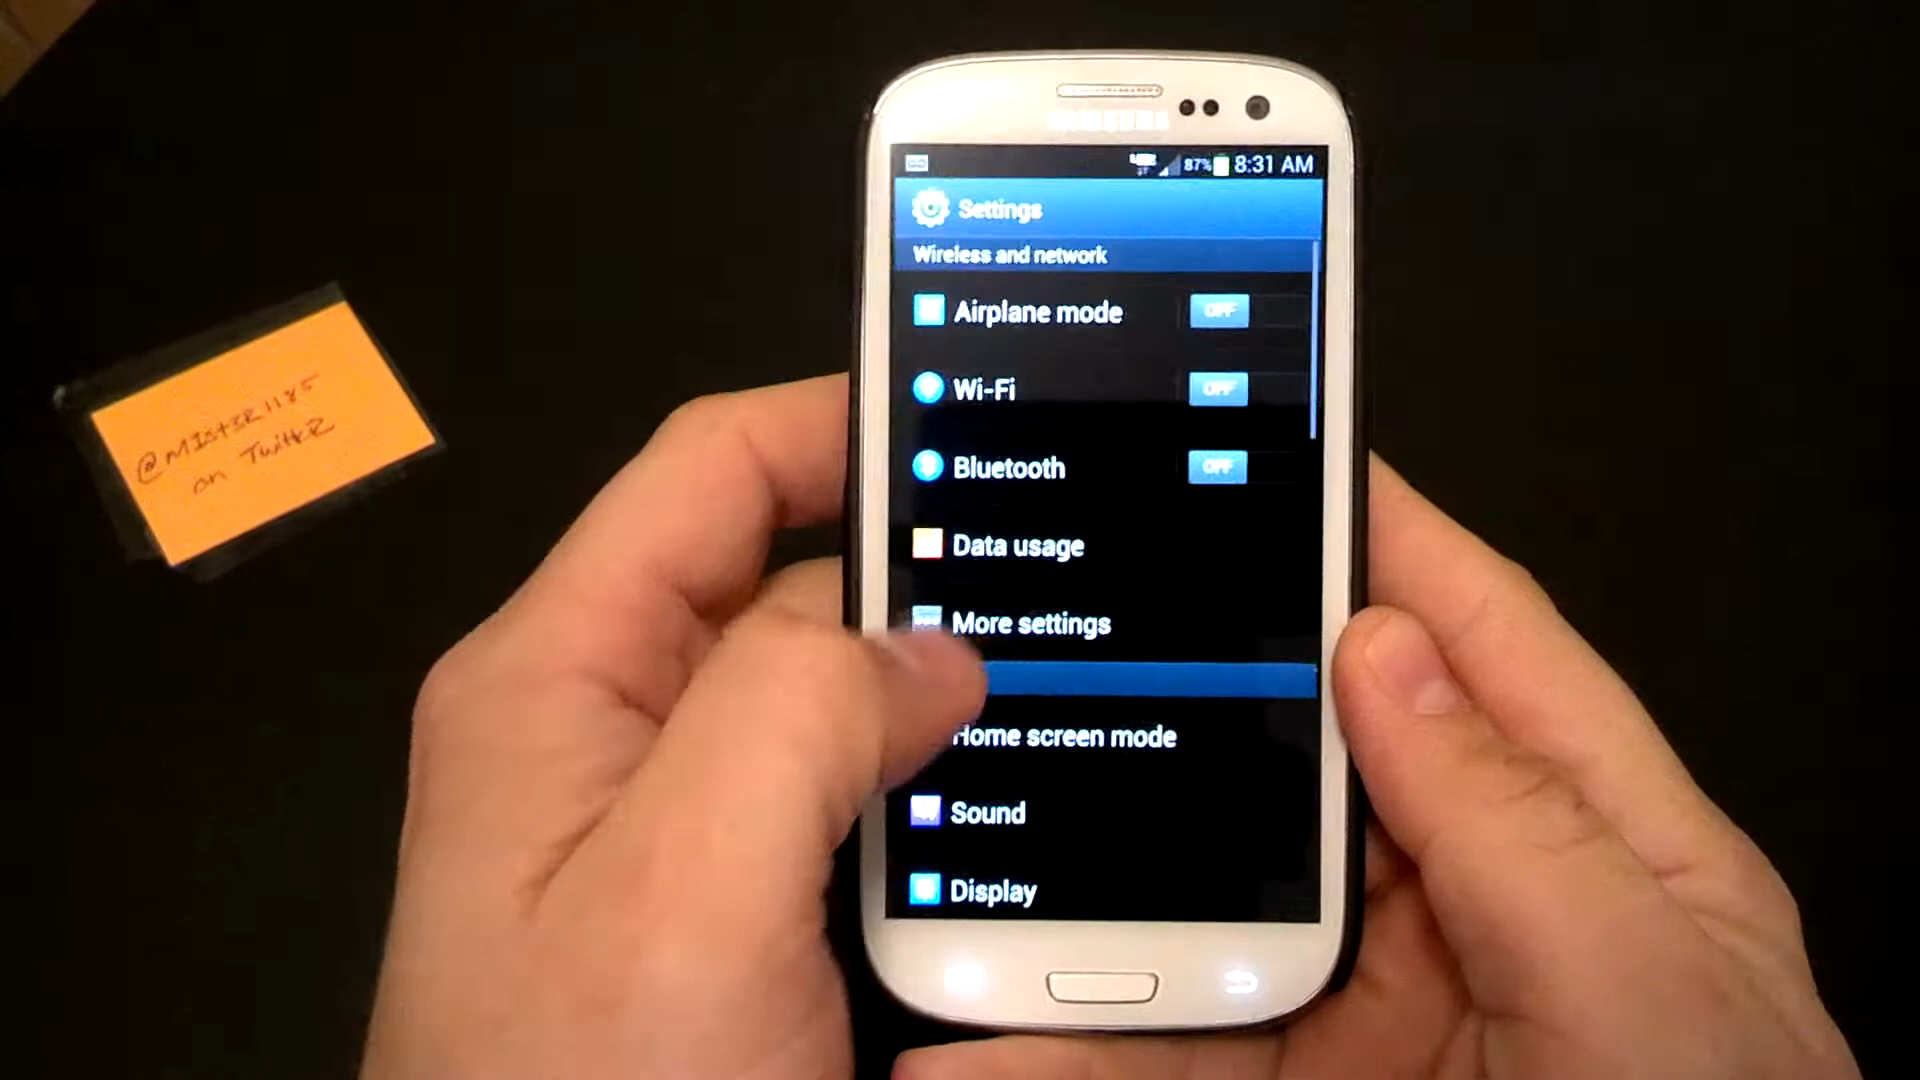 @MISTER1185
on TwittER
SAMSUNG
87% 8:31 AM
Settings
Wireless and network
Airplane mode OFF
Wi-Fi OFF
Bluetooth OFF
Data usage
More settings
Home screen mode
Sound
Display